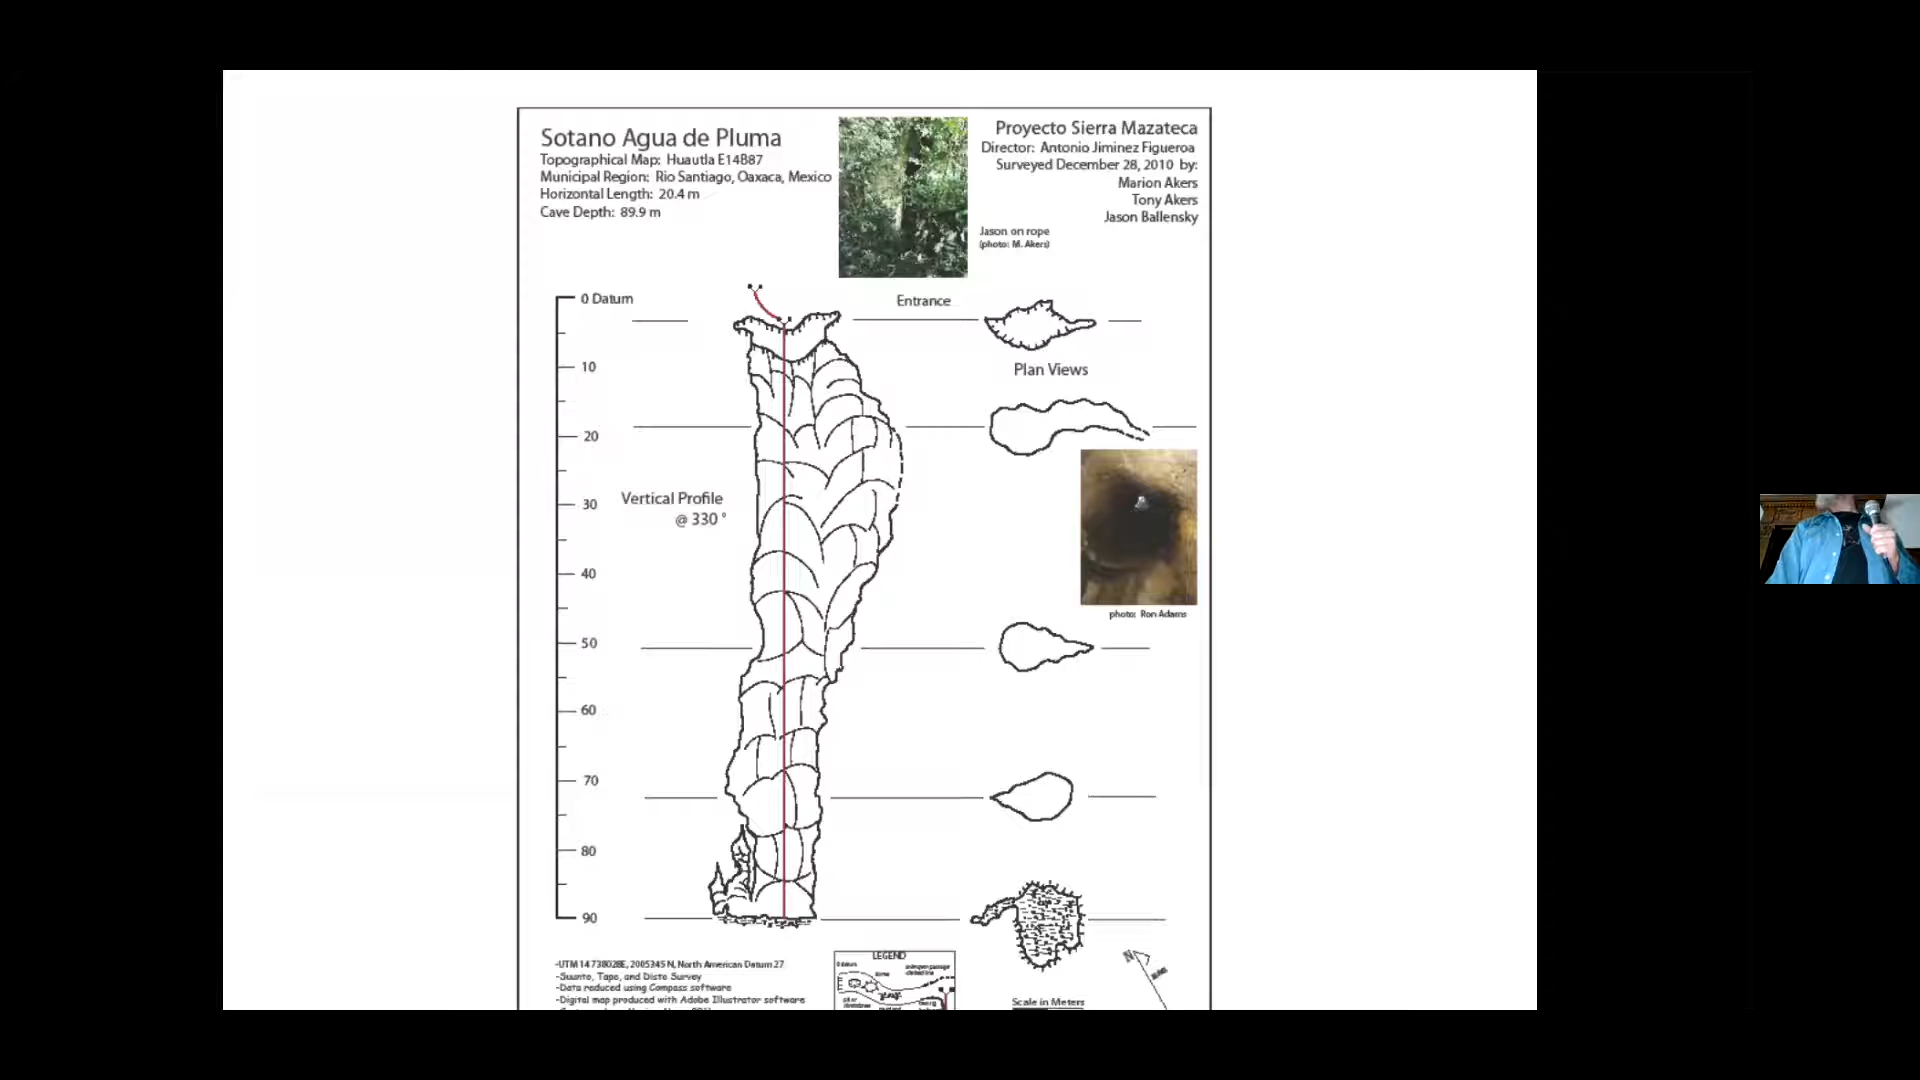 Sotano Agua de Pluma
Topographical Map: Huautla E14B87
Municipal Region: Rio Santiago, Oaxaca, Mexico
Horizontal Length: 20.4 m
Cave Depth: 89.9 m
Proyecto Sierra Mazateca
Director: Antonio Jiminez Figueroa
Surveyed December 28, 2010 by:
Marion Akers
Tony Akers
Jason Ballensky
Jason on rope
(photo: M. Akers)
0 Datum
Entrance
10
Plan Views
20
30
Vertical Profile
@ 330 °
40
photo: Ron Adams
50
60
70
80
90
-UTM 14 738028E, 2005345 N, North American Datum 27
-Suunto, Tape, and Disto Survey
-Data reduced using Compass software
-Digital map produced with Adobe Illustrator software
LEGEND
0 datum
N
Scale in Meters